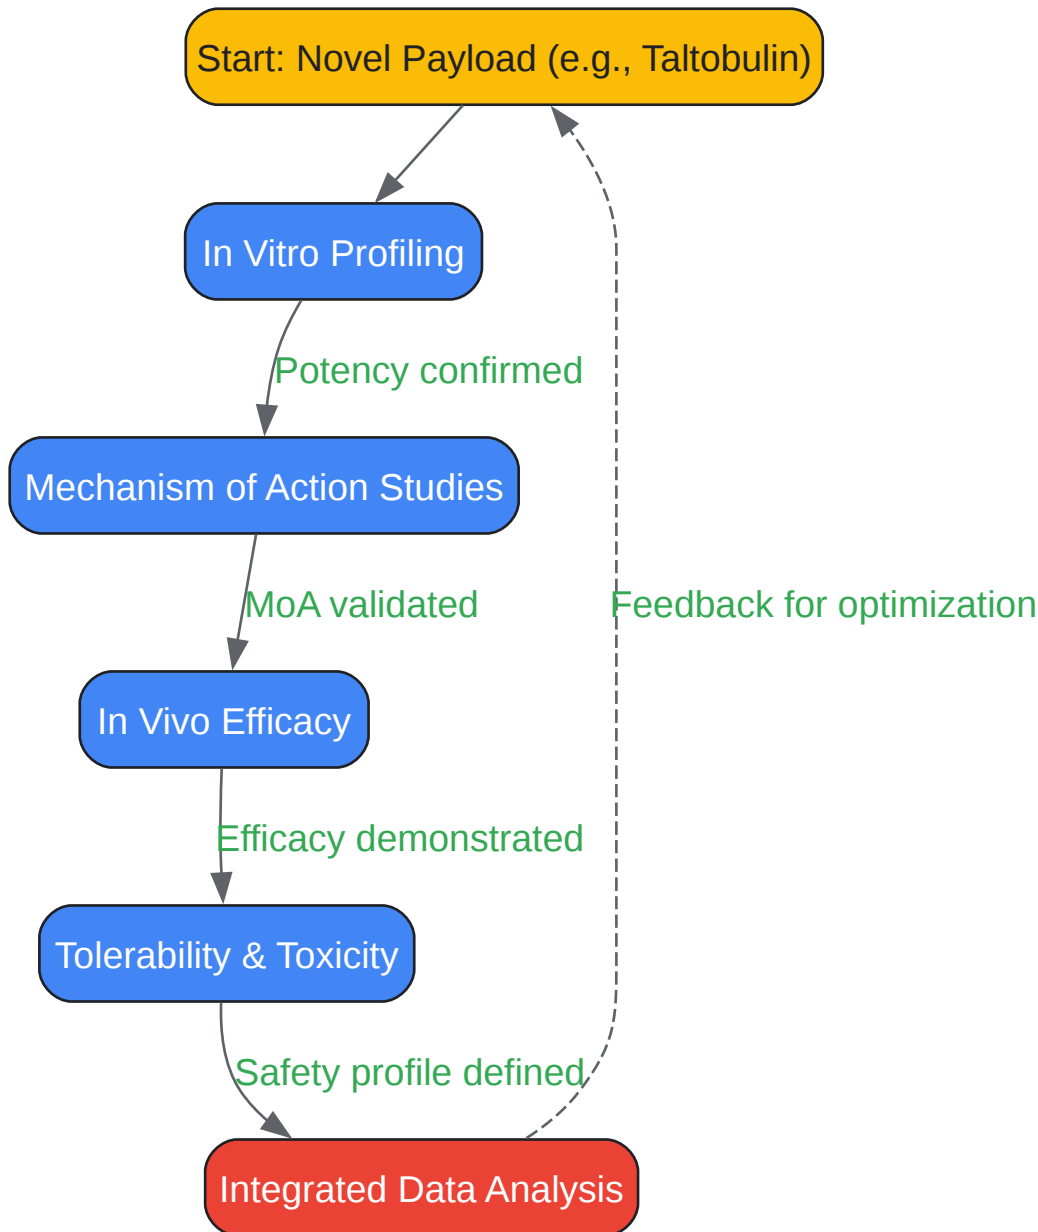 Start: Novel Payload (e.g., Taltobulin)
In Vitro Profiling
Potency confirmed
Mechanism of Action Studies
MoA validated
Feedback for optimization
In Vivo Efficacy
Efficacy demonstrated
Tolerability & Toxicity
Safety profile defined
Integrated Data Analysis